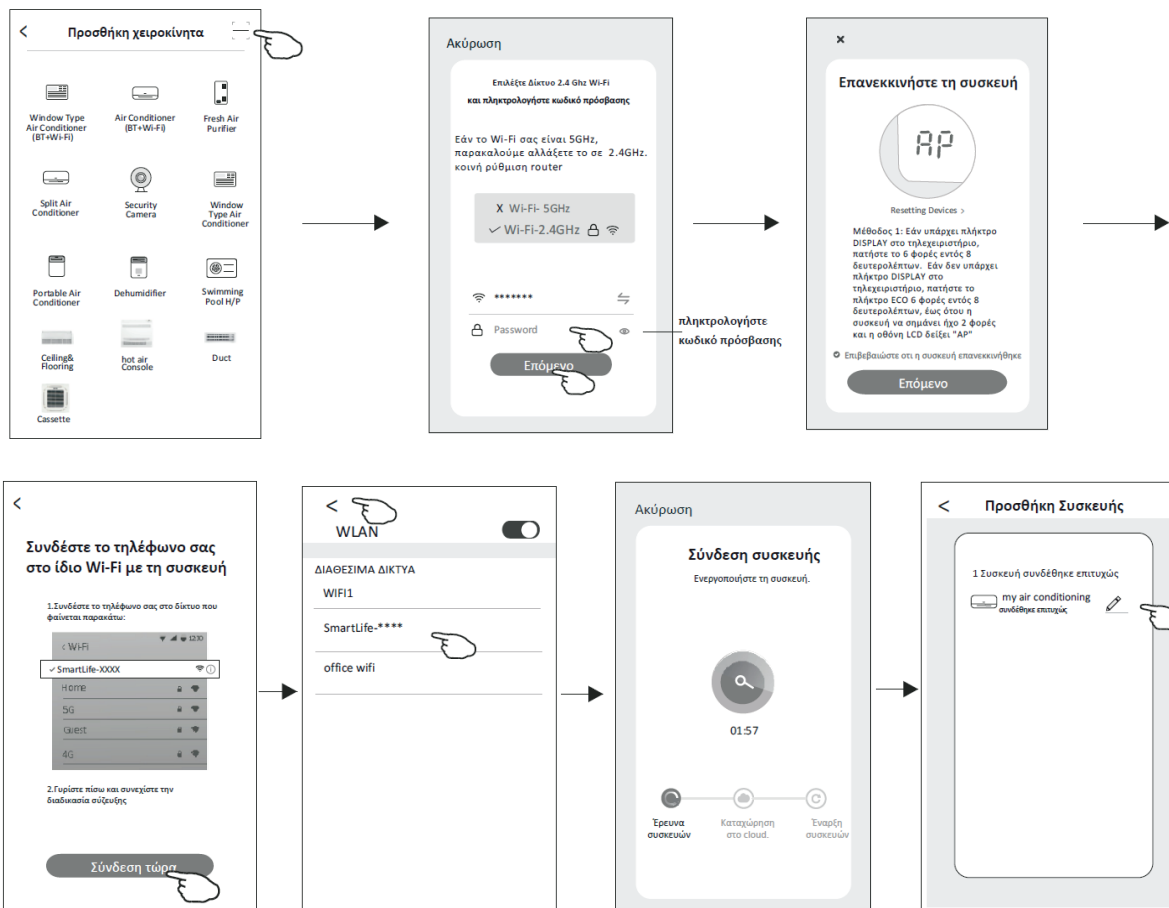 < Προσθήκη χειροκίνητα
Window Type
Air Conditioner
(BT+Wi-Fi)
Air Conditioner
(BT+Wi-Fi)
Fresh Air
Purifier
Split Air
Conditioner
Security
Camera
Window
Type Air
Conditioner
Portable Air
Conditioner
Dehumidifier
Swimming
Pool H/P
Ceiling&
Flooring
hot air
Console
Duct
Cassette
Ακύρωση
Επιλέξτε Δίκτυο 2.4 Ghz Wi-Fi
και πληκτρολογήστε κωδικό πρόσβασης
Εάν το Wi-Fi σας είναι 5GHz,
παρακαλούμε αλλάξετε το σε 2.4GHz.
κοινή ρύθμιση router
X Wi-Fi- 5GHz
✓ Wi-Fi-2.4GHz
*******
Password
Επόμενο
πληκτρολογήστε
κωδικό πρόσβασης
×
Επανεκκινήστε τη συσκευή
AP
Resetting Devices >
Μέθοδος 1: Εάν υπάρχει πλήκτρο
DISPLAY στο τηλεχειριστήριο,
πατήστε το 6 φορές εντός 8
δευτερολέπτων. Εάν δεν υπάρχει
πλήκτρο DISPLAY στο
τηλεχειριστήριο, πατήστε το
πλήκτρο ECO 6 φορές εντός 8
δευτερολέπτων, έως ότου η
συσκευή να σημάνει ήχο 2 φορές
και η οθόνη LCD δείξει "AP"
Επιβεβαιώστε οτι η συσκευή επανεκκινήθηκε
Επόμενο
<
Συνδέστε το τηλέφωνο σας
στο ίδιο Wi-Fi με τη συσκευή
1.Συνδέστε το τηλέφωνο σας στο δίκτυο που
φαίνεται παρακάτω:
12:30
< Wi-Fi
✓ SmartLife-XXXX
Home
5G
Guest
4G
2.Γυρίστε πίσω και συνεχίστε την
διαδικασία σύζευξης
Σύνδεση τώρα
<
WLAN
ΔΙΑΘΕΣΙΜΑ ΔΙΚΤΥΑ
WIFI1
SmartLife-****
office wifi
Ακύρωση
Σύνδεση συσκευής
Ενεργοποιήστε τη συσκευή.
01:57
Έρευνα
συσκευών
Καταχώρηση
στο cloud.
Έναρξη
συσκευών
< Προσθήκη Συσκευής
1 Συσκευή συνδέθηκε επιτυχώς
my air conditioning
συνδέθηκε επιτυχώς